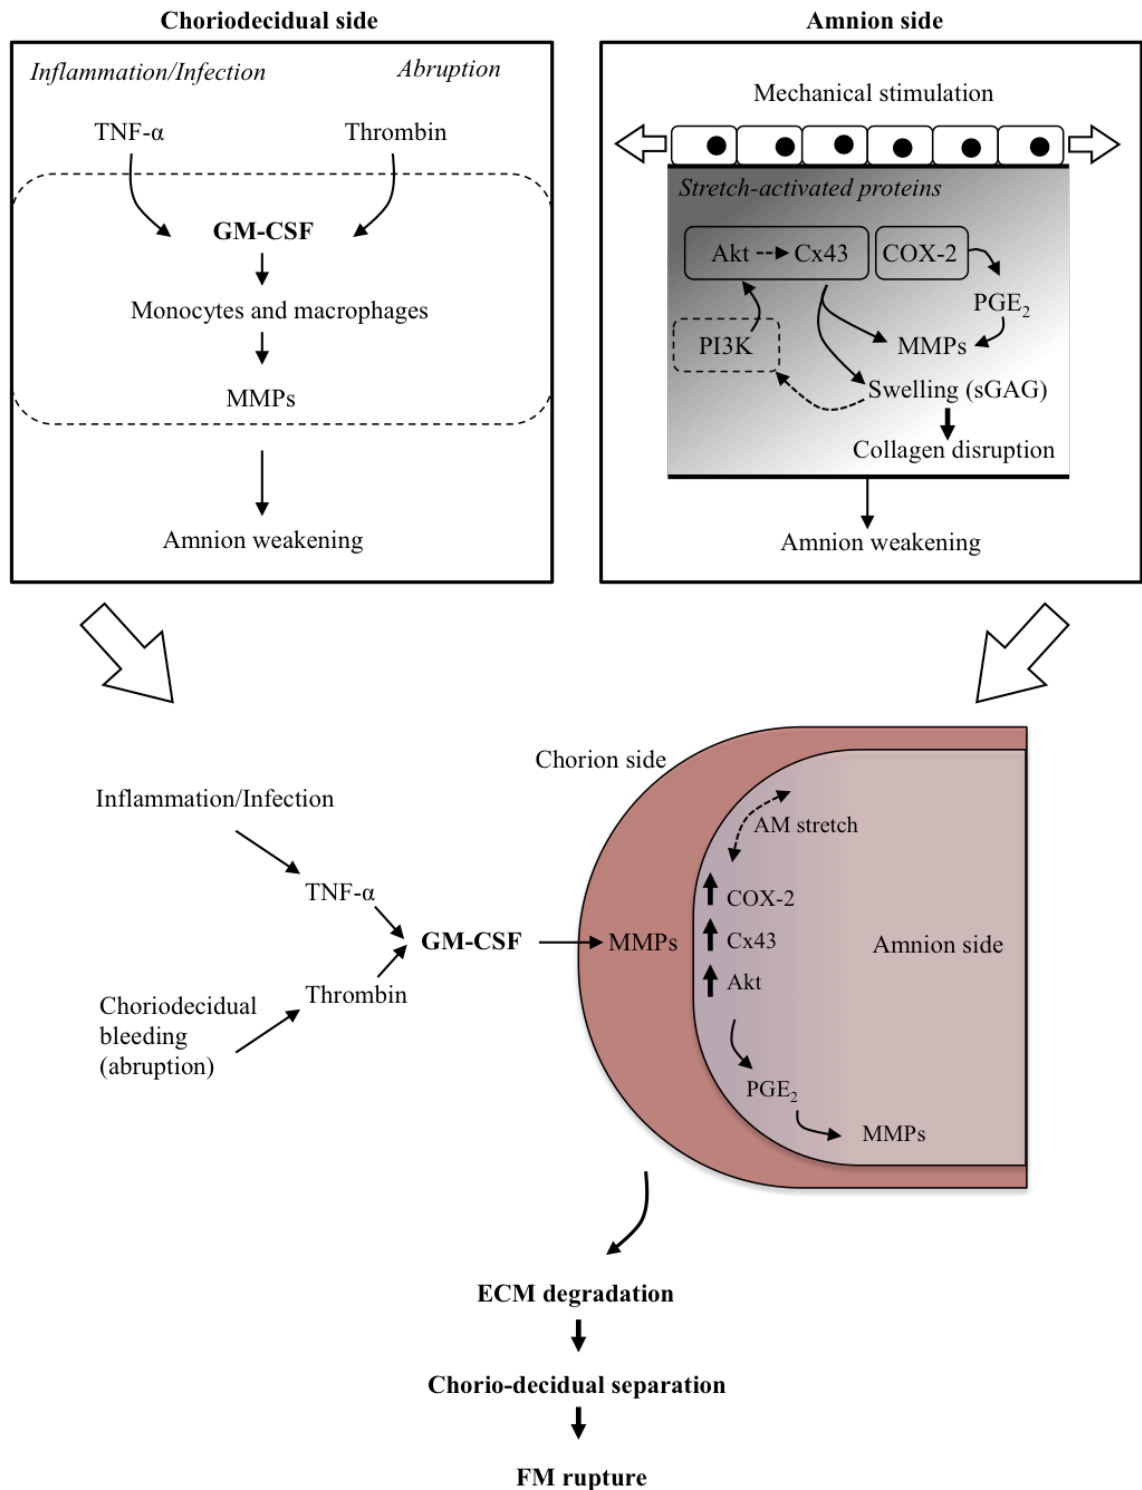 Choriodecidual side
Inflammation/Infection
Abruption
TNF-α
Thrombin
GM-CSF
Monocytes and macrophages
MMPs
Amnion weakening
Amnion side
Mechanical stimulation
Stretch-activated proteins
Akt
Cx43
COX-2
PGE₂
PI3K
MMPs
Swelling (sGAG)
Collagen disruption
Amnion weakening
Chorion side
Inflammation/Infection
TNF-α
GM-CSF
Thrombin
Choriodecidual
bleeding
(abruption)
MMPs
AM stretch
COX-2
Cx43
Akt
Amnion side
PGE₂
MMPs
ECM degradation
Chorio-decidual separation
FM rupture